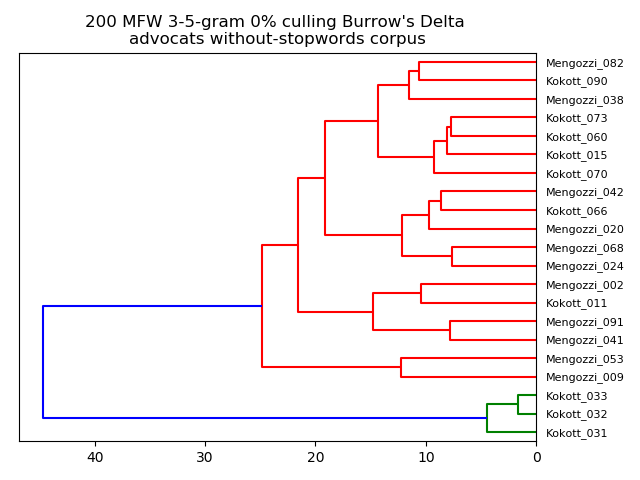 200 MFW 3-5-gram 0% culling Burrow's Delta
advocats without-stopwords corpus
Mengozzi_082
Kokott_090
Mengozzi_038
Kokott_073
Kokott_060
Kokott_015
Kokott_070
Mengozzi_042
Kokott_066
Mengozzi_020
Mengozzi_068
Mengozzi_024
Mengozzi_002
Kokott_011
Mengozzi_091
Mengozzi_041
Mengozzi_053
Mengozzi_009
Kokott_033
Kokott_032
Kokott_031
40 30 20 10 0